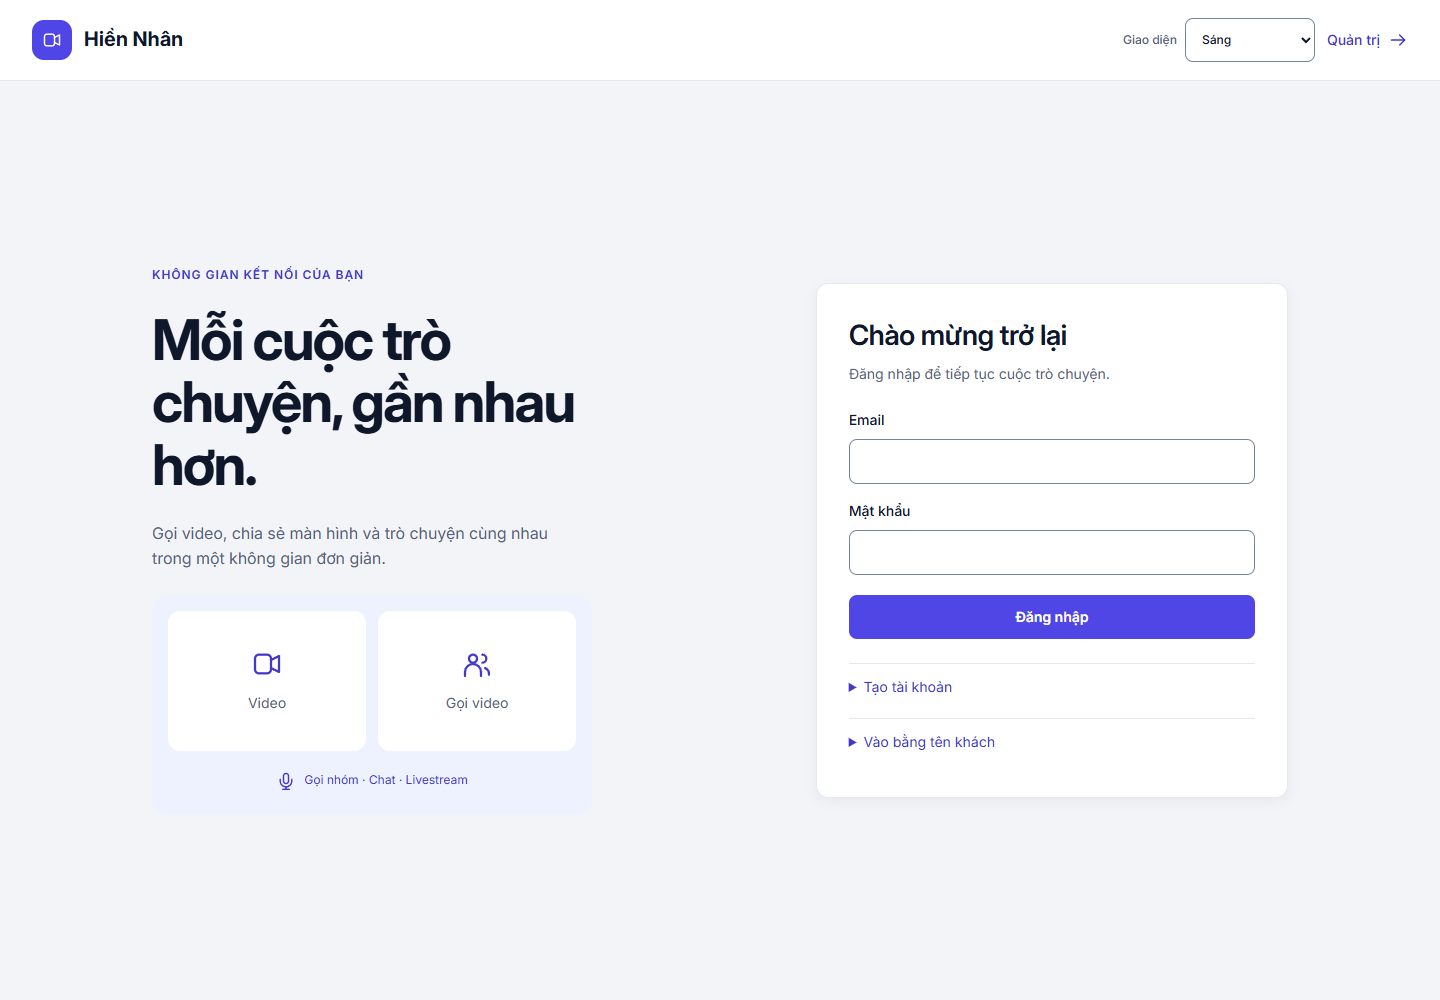 Hiền Nhân
Giao diện
Sáng
Quản trị
KHÔNG GIAN KẾT NỐI CỦA BẠN
Mỗi cuộc trò
chuyện, gần nhau
hơn.
Gọi video, chia sẻ màn hình và trò chuyện cùng nhau
trong một không gian đơn giản.
Video
Gọi video
Gọi nhóm · Chat · Livestream
Chào mừng trở lại
Đăng nhập để tiếp tục cuộc trò chuyện.
Email
Mật khẩu
Đăng nhập
Tạo tài khoản
Vào bằng tên khách